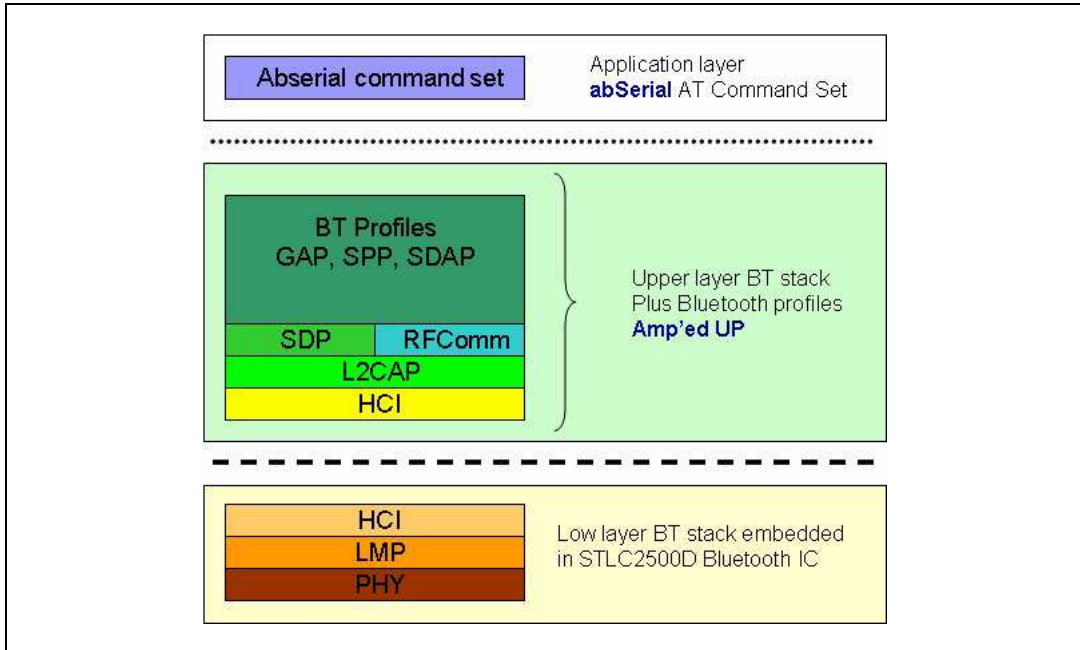 Abserial command set
Application layer
abSerial AT Command Set
BT Profiles
GAP, SPP, SDAP
SDP
RFComm
L2CAP
HCI
Upper layer BT stack
Plus Bluetooth profiles
Amp'ed UP
HCI
LMP
PHY
Low layer BT stack embedded
in STLC2500D Bluetooth IC